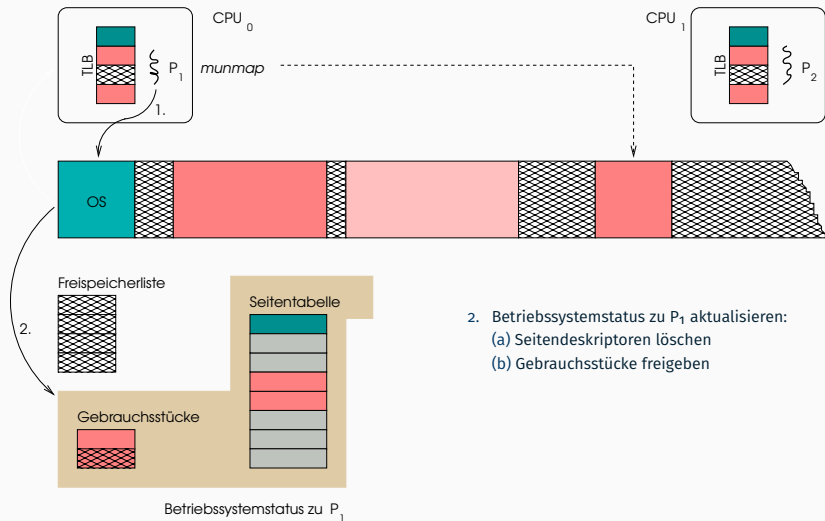 CPU 0
CPU 1
TLB
P1
munmap
TLB
P2
1.
OS
Freispeicherliste
Seitentabelle
2.
2. Betriebssystemstatus zu P1 aktualisieren:
(a) Seitendeskriptoren löschen
(b) Gebrauchsstücke freigeben
Gebrauchsstücke
Betriebssystemstatus zu P1